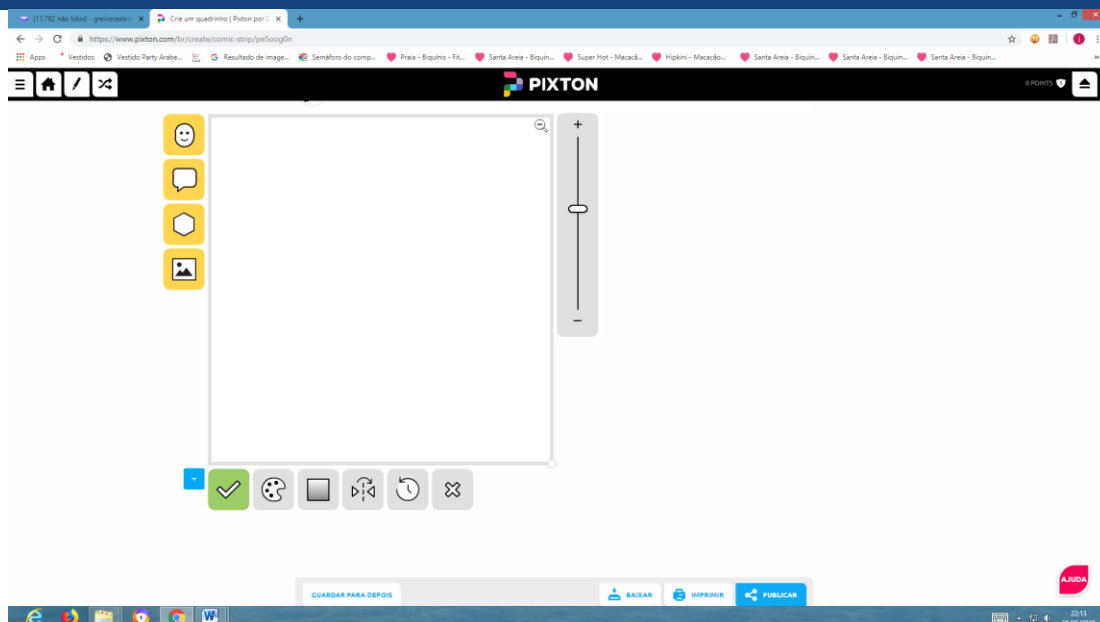 (11.782 não lidos) - greicecastela
Crie um quadrinho | Pixton por D
https://www.pixton.com/br/create/comic-strip/pe5oog0n
Apps Vestidos Vestido Party Arabe... Resultado de image... Semáforo do comp... Praia - Biquinis - Fit... Santa Areia - Biquin... Super Hot - Macacã... Hipkini - Macacão... Santa Areia - Biquin... Santa Areia - Biquin... Santa Areia - Biquin...
PIXTON
0 POINTS
AJUDA
GUARDAR PARA DEPOIS
BAIXAR
IMPRIMIR
PUBLICAR
22:13